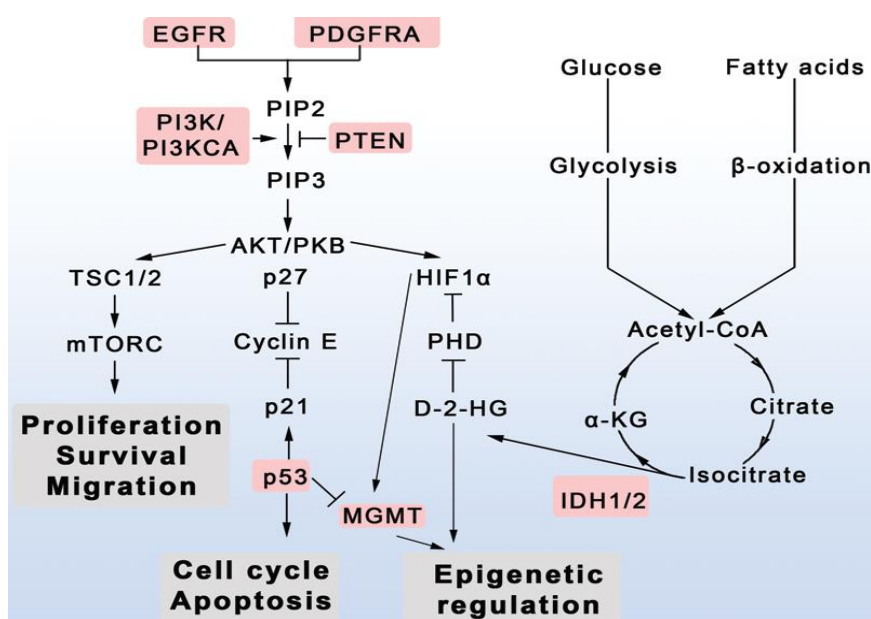 EGFR
PDGFRA
PIP2
PI3K/
PI3KCA
PTEN
PIP3
AKT/PKB
TSC1/2
p27
HIF1α
mTORC
Cyclin E
PHD
p21
D-2-HG
Proliferation
Survival
Migration
p53
MGMT
Cell cycle
Apoptosis
Epigenetic
regulation
Glucose
Fatty acids
Glycolysis
β-oxidation
Acetyl-CoA
α-KG
Citrate
Isocitrate
IDH1/2